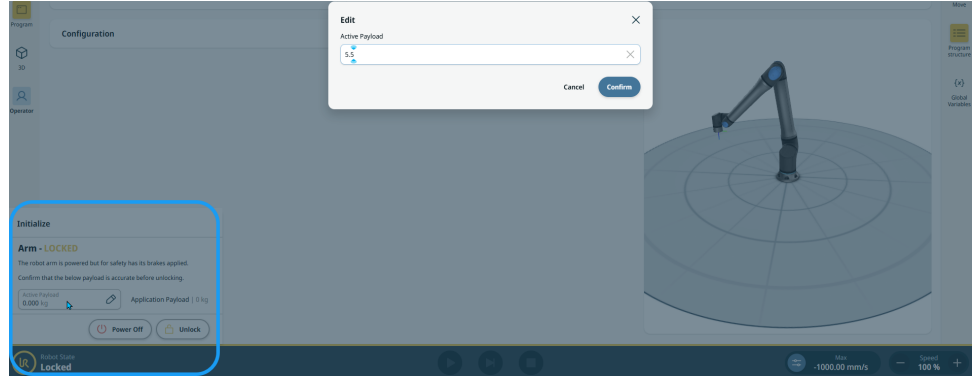 Edit
Active Payload
5.5
Cancel
Confirm
Program
3D
Operator
Configuration
Move
Program
structure
{x}
Global
Variables
Initialize
Arm - LOCKED
The robot arm is powered but for safety has its brakes applied.
Confirm that the below payload is accurate before unlocking.
Active Payload
0.000 kg
Application Payload | 0 kg
Power Off
Unlock
UR
Robot State
Locked
Max
-1000.00 mm/s
Speed
100 %